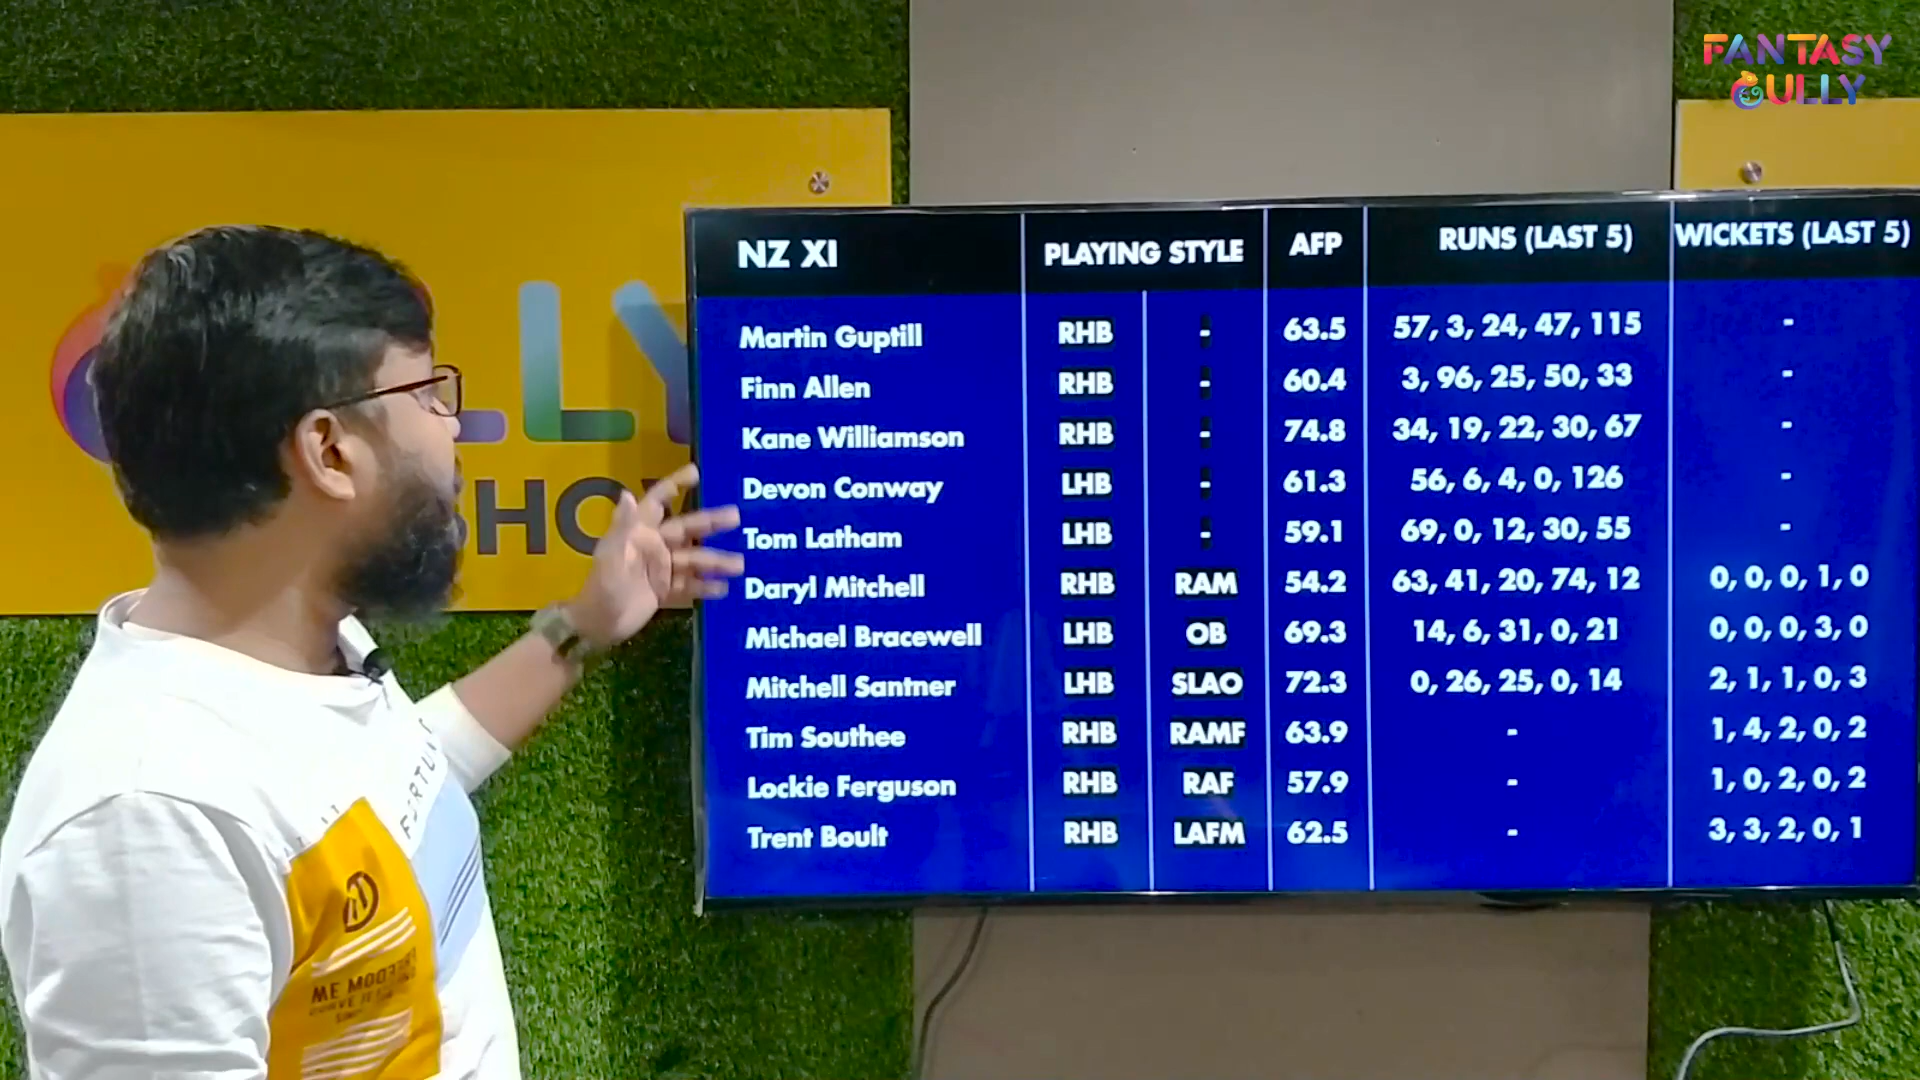 FANTASY
GULLY
LLY
SHOW
NZ XI PLAYING STYLE AFP RUNS (LAST 5) WICKETS (LAST 5)
Martin Guptill RHB - 63.5 57, 3, 24, 47, 115 -
Finn Allen RHB - 60.4 3, 96, 25, 50, 33 -
Kane Williamson RHB - 74.8 34, 19, 22, 30, 67 -
Devon Conway LHB - 61.3 56, 6, 4, 0, 126 -
Tom Latham LHB - 59.1 69, 0, 12, 30, 55 -
Daryl Mitchell RHB RAM 54.2 63, 41, 20, 74, 12 0, 0, 0, 1, 0
Michael Bracewell LHB OB 69.3 14, 6, 31, 0, 21 0, 0, 0, 3, 0
Mitchell Santner LHB SLAO 72.3 0, 26, 25, 0, 14 2, 1, 1, 0, 3
Tim Southee RHB RAMF 63.9 - 1, 4, 2, 0, 2
Lockie Ferguson RHB RAF 57.9 - 1, 0, 2, 0, 2
Trent Boult RHB LAFM 62.5 - 3, 3, 2, 0, 1